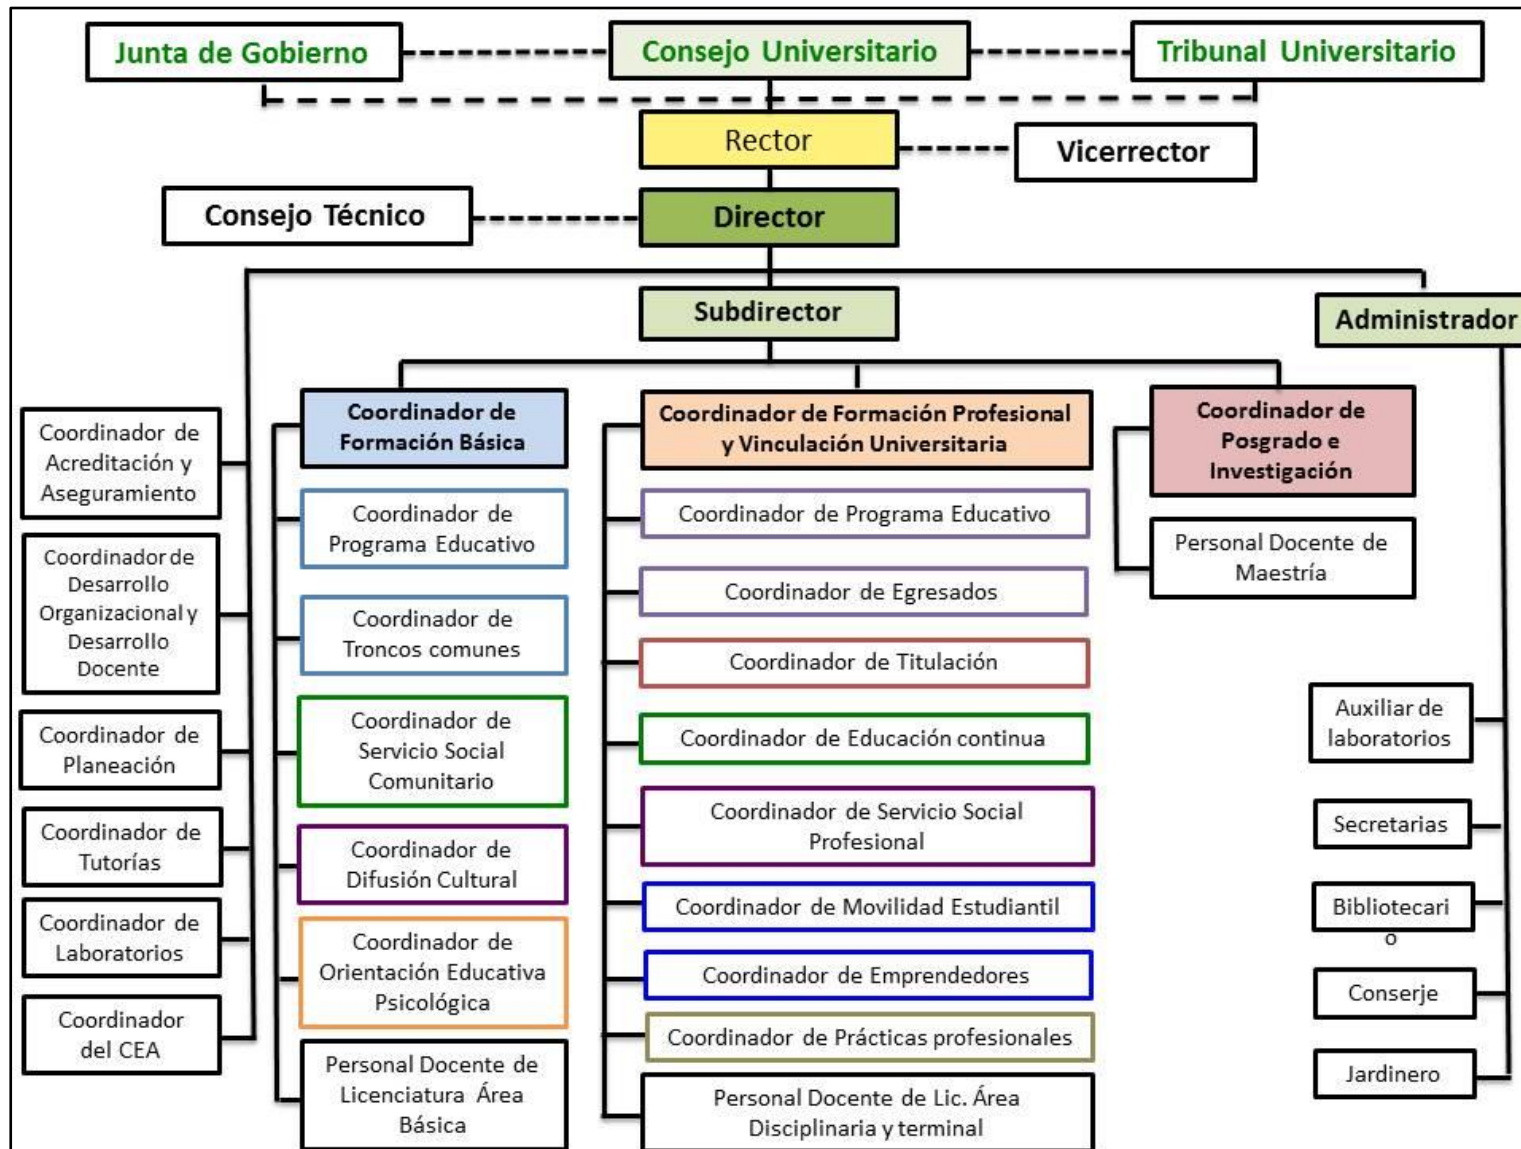 Junta de Gobierno
Consejo Universitario
Tribunal Universitario
Rector
Vicerrector
Consejo Técnico
Director
Subdirector
Administrador
Coordinador de
Acreditación y
Aseguramiento
Coordinador de
Desarrollo
Organizacional y
Desarrollo
Docente
Coordinador de
Planeación
Coordinador de
Tutorías
Coordinador de
Laboratorios
Coordinador
del CEA
Coordinador de
Formación Básica
Coordinador de
Programa Educativo
Coordinador de
Troncos comunes
Coordinador de
Servicio Social
Comunitario
Coordinador de
Difusión Cultural
Coordinador de
Orientación Educativa
Psicológica
Personal Docente de
Licenciatura Área
Básica
Coordinador de Formación Profesional
y Vinculación Universitaria
Coordinador de Programa Educativo
Coordinador de Egresados
Coordinador de Titulación
Coordinador de Educación continua
Coordinador de Servicio Social
Profesional
Coordinador de Movilidad Estudiantil
Coordinador de Emprendedores
Coordinador de Prácticas profesionales
Personal Docente de Lic. Área
Disciplinaria y terminal
Coordinador de
Posgrado e
Investigación
Personal Docente de
Maestría
Auxiliar de
laboratorios
Secretarias
Bibliotecari
o
Conserje
Jardinero